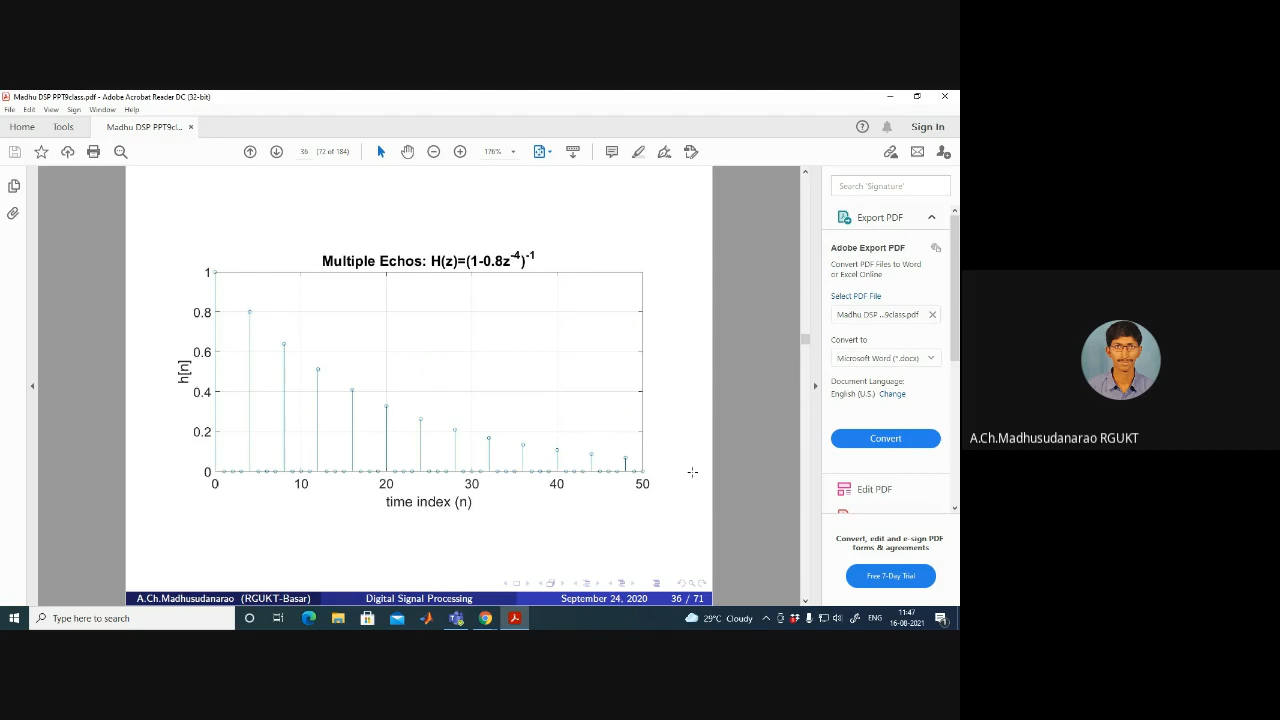 Madhu DSP PPT9class.pdf - Adobe Acrobat Reader DC (32-bit)
File Edit View Sign Window Help
Home Tools Madhu DSP PPT9cl... × Sign In
36 (72 of 184) 176%
Search 'Signature'
Export PDF
Adobe Export PDF
Convert PDF Files to Word
or Excel Online
Select PDF File
Madhu DSP ...9class.pdf
Convert to
Microsoft Word (*.docx)
Document Language:
English (U.S.) Change
Convert
Edit PDF
Convert, edit and e-sign PDF
forms & agreements
Free 7-Day Trial
Multiple Echos: H(z)=(1-0.8z^-4)^-1
1
0.8
0.6
0.4
0.2
0
h[n]
0 10 20 30 40 50
time index (n)
A.Ch.Madhusudanarao (RGUKT-Basar) Digital Signal Processing September 24, 2020 36 / 71
Type here to search
29°C Cloudy ENG 11:47
16-08-2021
A.Ch.Madhusudanarao RGUKT